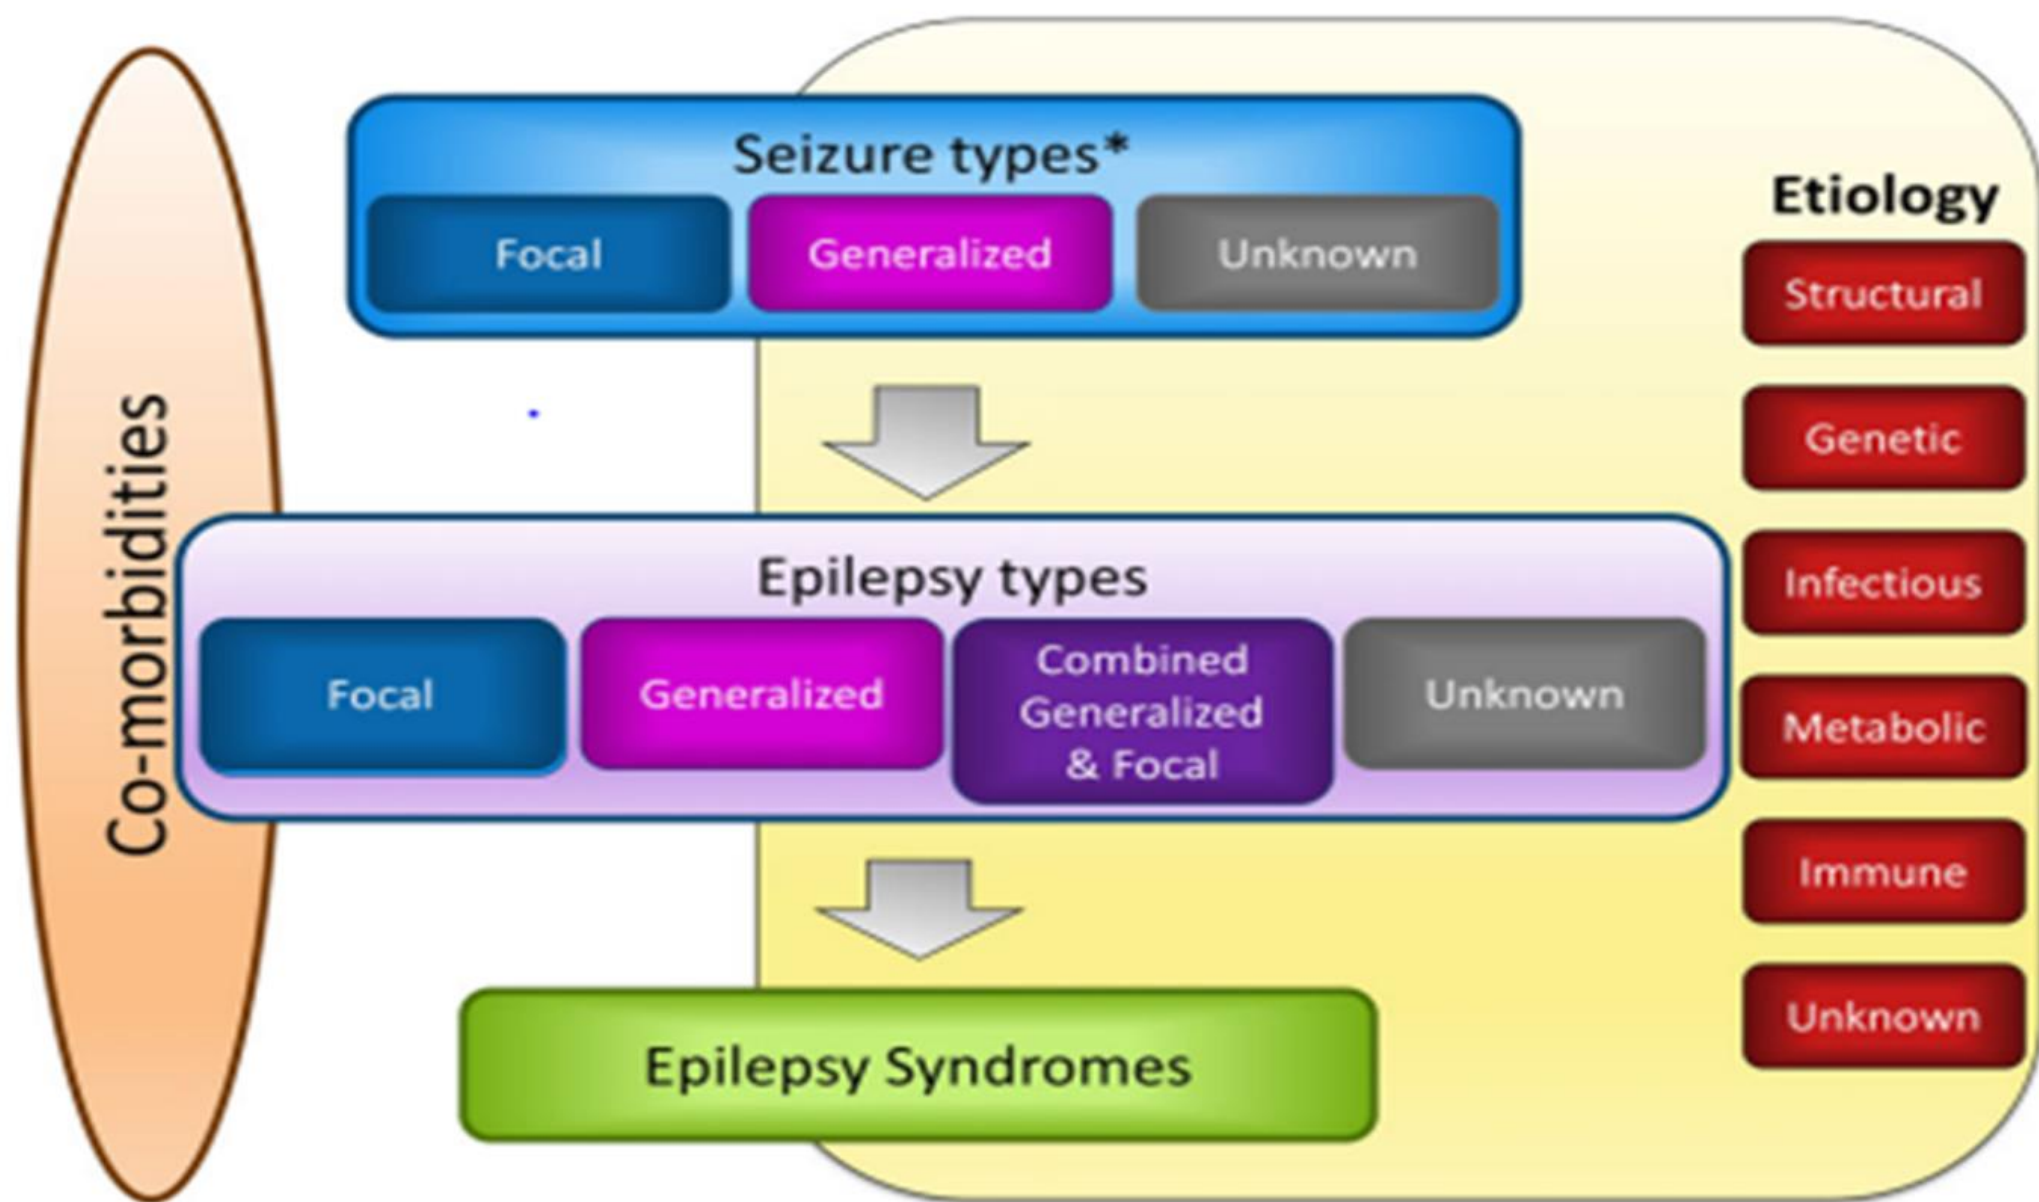 Co-morbidities
Seizure types*
Focal
Generalized
Unknown
Epilepsy types
Focal
Generalized
Combined
Generalized
& Focal
Unknown
Epilepsy Syndromes
Etiology
Structural
Genetic
Infectious
Metabolic
Immune
Unknown